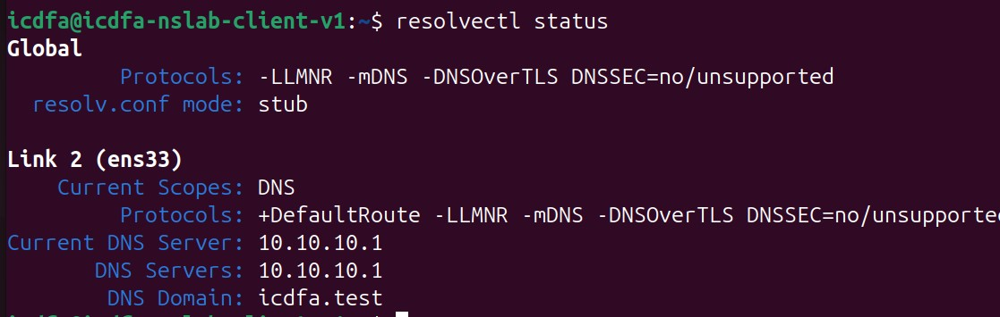 icdfa@icdfa-nslab-client-v1:~$ resolvectl status
Global
Protocols: -LLMNR -mDNS -DNSOverTLS DNSSEC=no/unsupported
resolv.conf mode: stub
Link 2 (ens33)
Current Scopes: DNS
Protocols: +DefaultRoute -LLMNR -mDNS -DNSOverTLS DNSSEC=no/unsupporte
Current DNS Server: 10.10.10.1
DNS Servers: 10.10.10.1
DNS Domain: icdfa.test